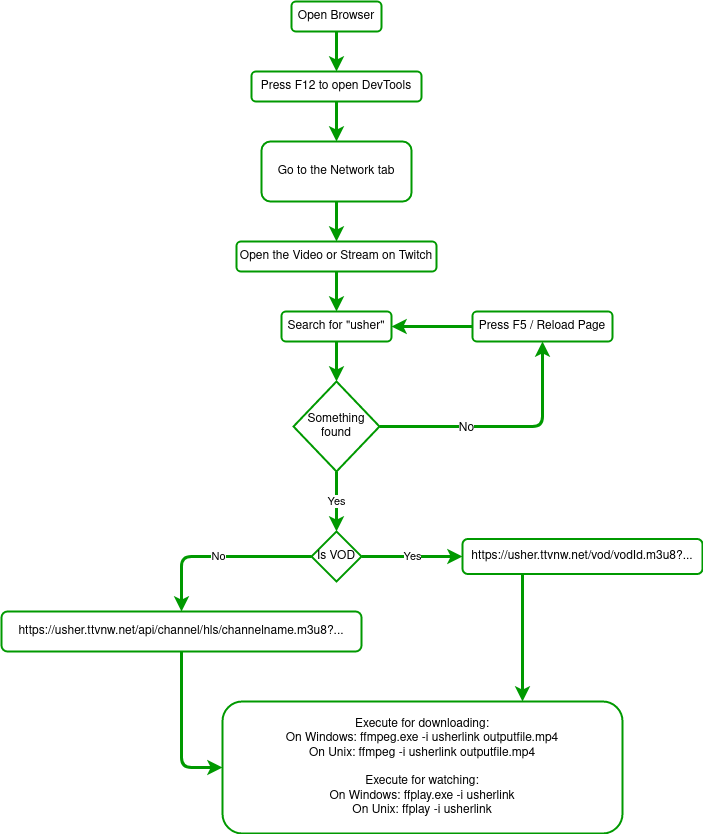 Open Browser
Press F12 to open DevTools
Go to the Network tab
Open the Video or Stream on Twitch
Search for "usher"
Press F5 / Reload Page
Something
found
No
Yes
Is VOD
No
Yes
https://usher.ttvnw.net/vod/vodId.m3u8?...
https://usher.ttvnw.net/api/channel/hls/channelname.m3u8?...
Execute for downloading:
On Windows: ffmpeg.exe -i usherlink outputfile.mp4
On Unix: ffmpeg -i usherlink outputfile.mp4
Execute for watching:
On Windows: ffplay.exe -i usherlink
On Unix: ffplay -i usherlink